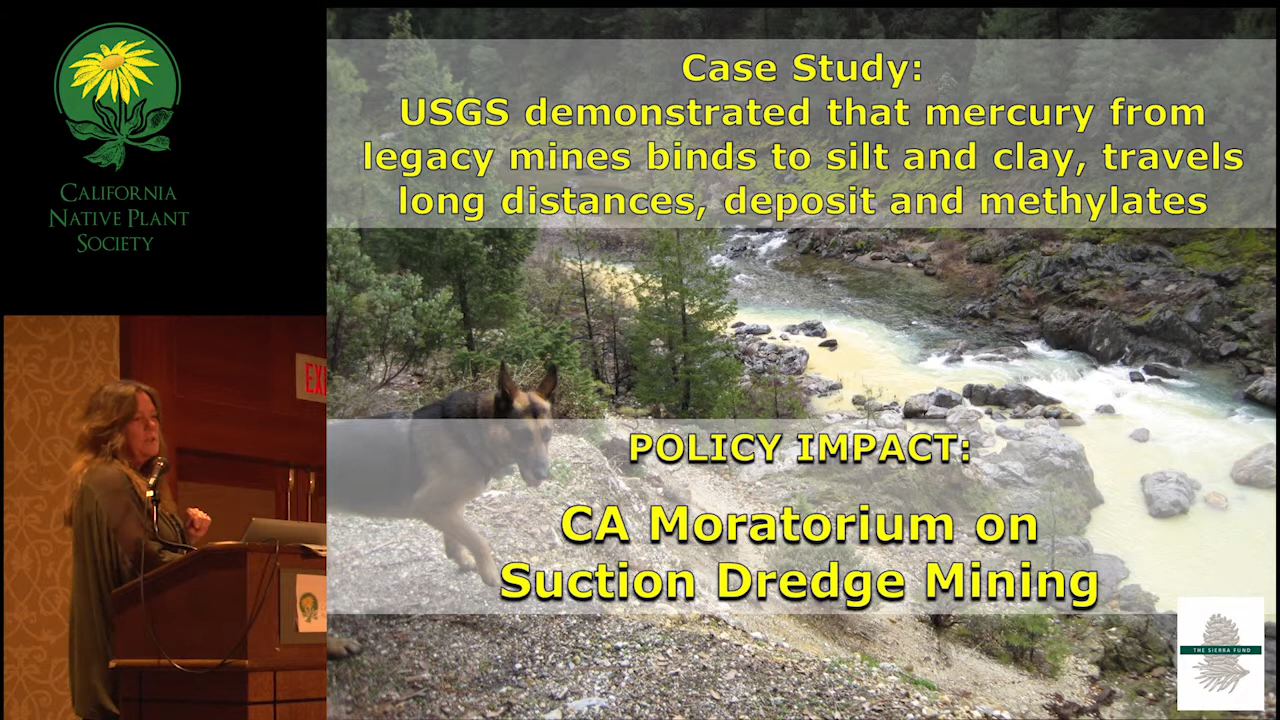 CALIFORNIA
NATIVE PLANT
SOCIETY
Case Study:
USGS demonstrated that mercury from
legacy mines binds to silt and clay, travels
long distances, deposit and methylates
EX
POLICY IMPACT:
CA Moratorium on
Suction Dredge Mining
THE SIERRA FUND